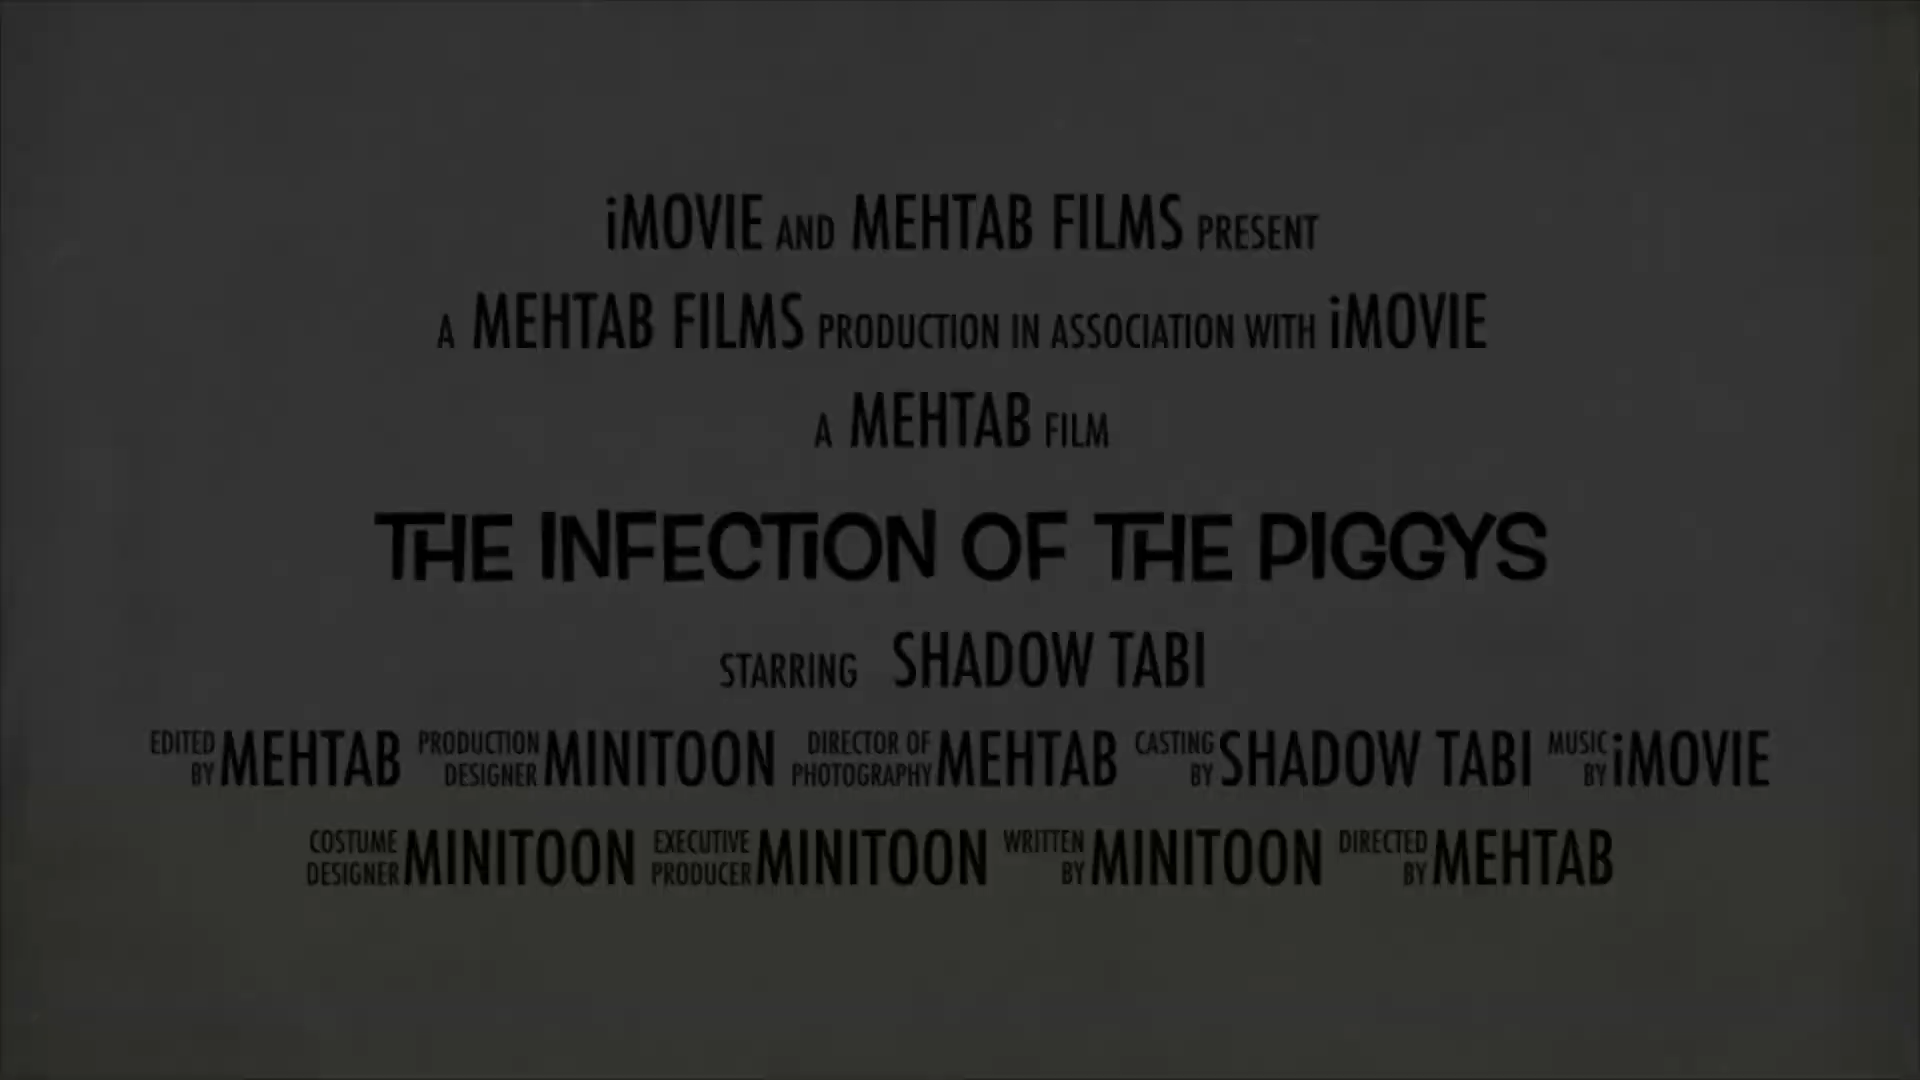 iMOVIE AND MEHTAB FILMS PRESENT
A MEHTAB FILMS PRODUCTION IN ASSOCIATION WITH iMOVIE
A MEHTAB FILM
THE INFECTION OF THE PIGGYS
STARRING SHADOW TABI
EDITED BY MEHTAB PRODUCTION DESIGNER MINITOON DIRECTOR OF PHOTOGRAPHY MEHTAB CASTING BY SHADOW TABI MUSIC BY iMOVIE
COSTUME DESIGNER MINITOON EXECUTIVE PRODUCER MINITOON WRITTEN BY MINITOON DIRECTED BY MEHTAB